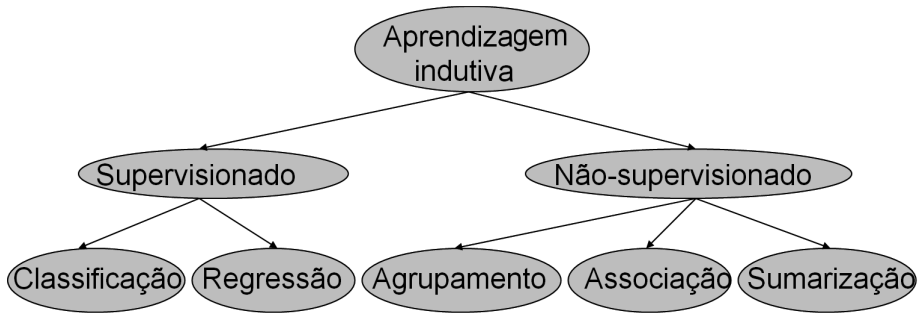 Aprendizagem
indutiva
Supervisionado
Não-supervisionado
Classificação
Regressão
Agrupamento
Associação
Sumarização